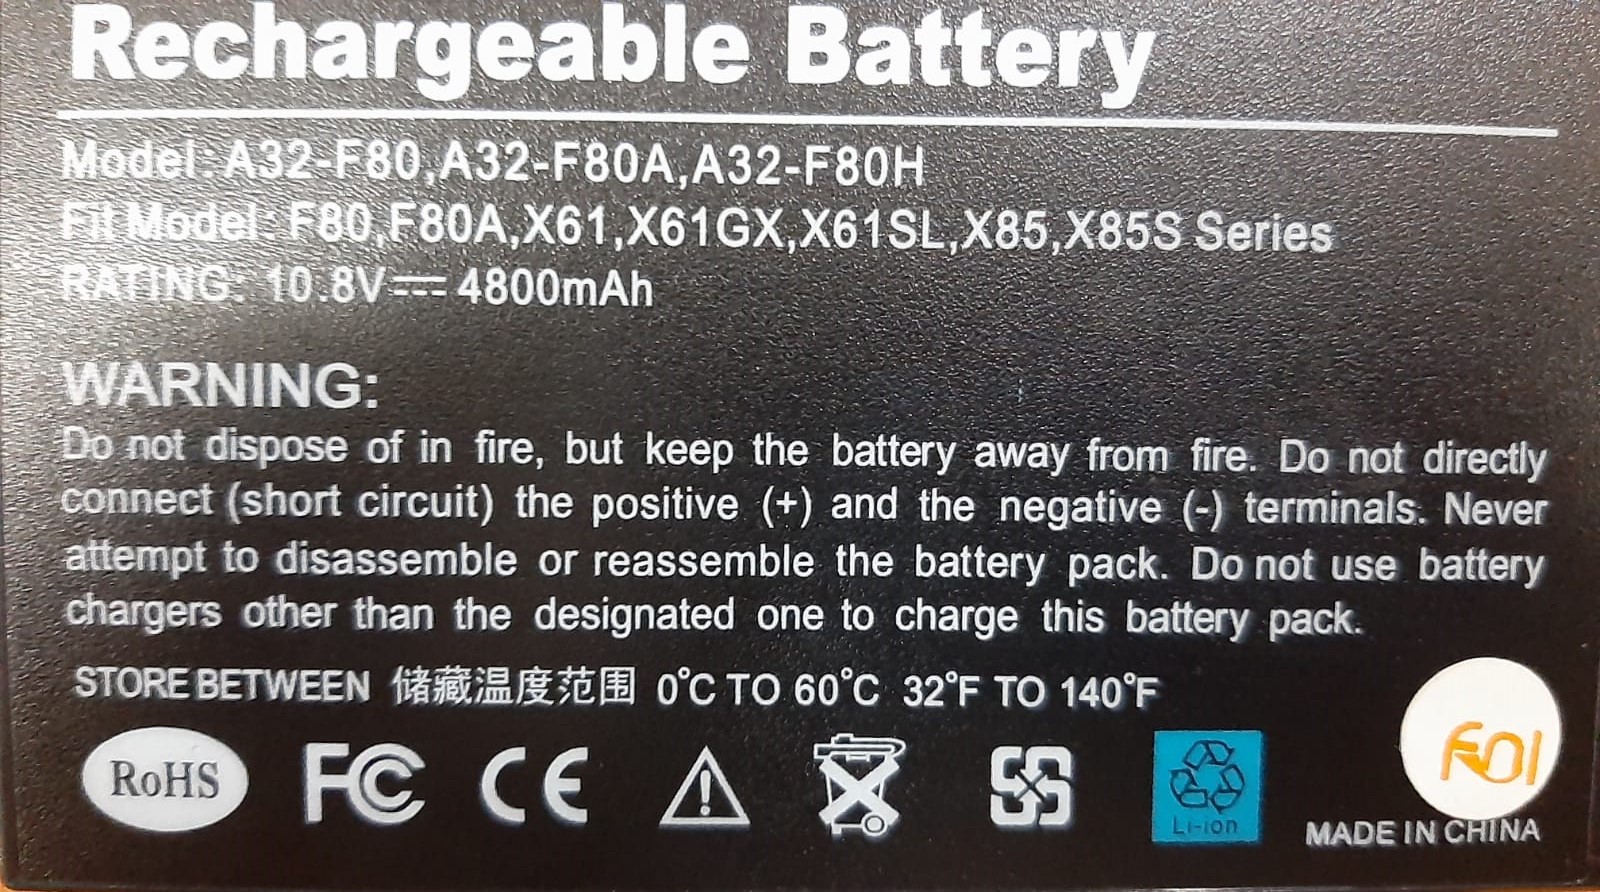 Rechargeable Battery
Model: A32-F80,A32-F80A,A32-F80H
Fit Model: F80,F80A,X61,X61GX,X61SL,X85,X85S Series
RATING: 10.8V⎓ 4800mAh
WARNING:
Do not dispose of in fire, but keep the battery away from fire. Do not directly
connect (short circuit) the positive (+) and the negative (-) terminals. Never
attempt to disassemble or reassemble the battery pack. Do not use battery
chargers other than the designated one to charge this battery pack.
STORE BETWEEN 储藏温度范围 0°C TO 60°C 32°F TO 140°F
RoHS FC CE Li-ion
MADE IN CHINA